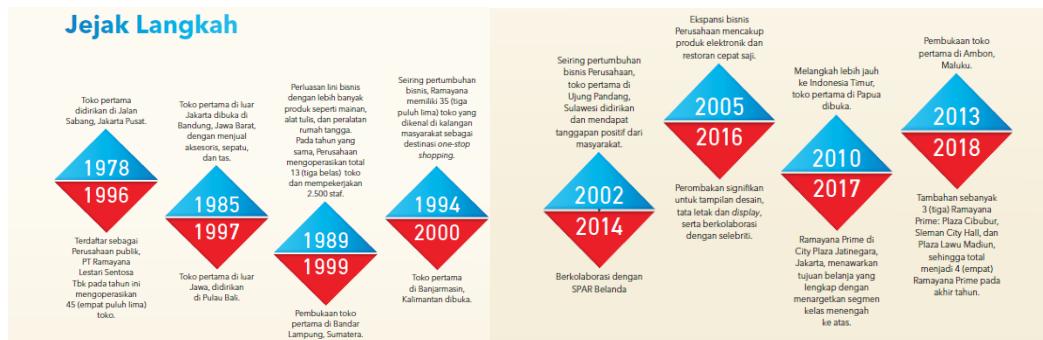 Jejak Langkah
Toko pertama
didirikan di Jalan
Sabang, Jakarta Pusat.
1978
1996
Terdaftar sebagai
Perusahaan publik,
PT Ramayana
Lestari Sentosa
Tbk pada tahun ini
mengoperasikan
45 (empat puluh lima)
toko.
Toko pertama di luar
Jakarta dibuka di
Bandung, Jawa Barat,
dengan menjual
aksesoris, sepatu,
dan tas.
1985
1997
Toko pertama di luar
Jawa, didirikan
di Pulau Bali.
Perluasan lini bisnis
dengan lebih banyak
produk seperti mainan,
alat tulis, dan peralatan
rumah tangga.
Pada tahun yang
sama, Perusahaan
mengoperasikan total
13 (tiga belas) toko
dan mempekerjakan
2.500 staf.
1989
1999
Pembukaan toko
pertama di Bandar
Lampung, Sumatera.
Seiring pertumbuhan
bisnis, Ramayana
memiliki 35 (tiga
puluh lima) toko yang
dikenal di kalangan
masyarakat sebagai
destinasi one-stop
shopping.
1994
2000
Toko pertama
di Banjarmasin,
Kalimantan dibuka.
Seiring pertumbuhan
bisnis Perusahaan,
toko pertama di
Ujung Pandang,
Sulawesi didirikan
dan mendapat
tanggapan positif dari
masyarakat.
2002
2014
Berkolaborasi dengan
SPAR Belanda
Ekspansi bisnis
Perusahaan mencakup
produk elektronik dan
restoran cepat saji.
2005
2016
Perombakan signifikan
untuk tampilan desain,
tata letak dan display,
serta berkolaborasi
dengan selebriti.
Melangkah lebih jauh
ke Indonesia Timur,
toko pertama di Papua
dibuka.
2010
2017
Ramayana Prime di
City Plaza Jatinegara,
Jakarta, menawarkan
tujuan belanja yang
lengkap dengan
menargetkan segmen
kelas menengah
ke atas.
Pembukaan toko
pertama di Ambon,
Maluku.
2013
2018
Tambahan sebanyak
3 (tiga) Ramayana
Prime: Plaza Cibubur,
Sleman City Hall, dan
Plaza Lawu Madiun,
sehingga total
menjadi 4 (empat)
Ramayana Prime pada
akhir tahun.